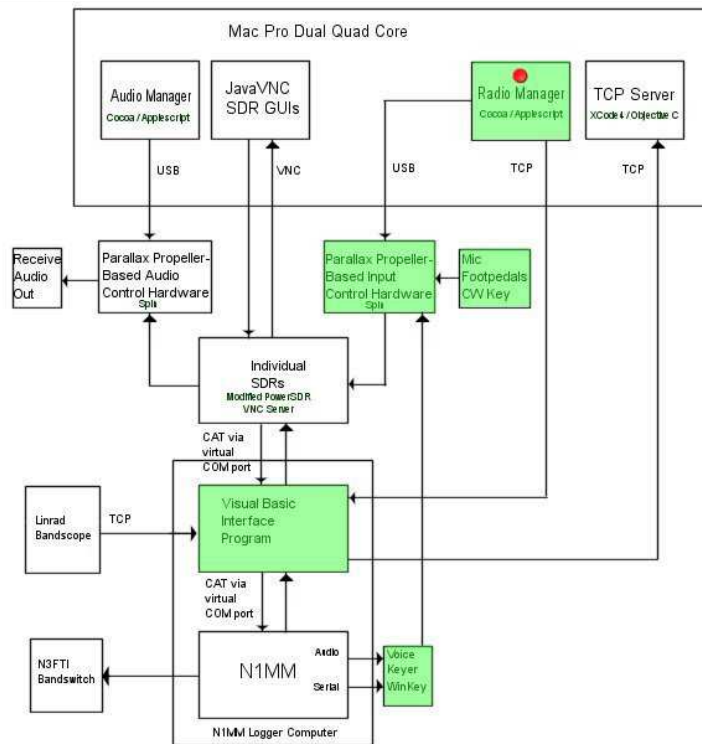 Mac Pro Dual Quad Core
Audio Manager
Cocoa / Applescript
JavaVNC
SDR GUIs
Radio Manager
Cocoa / Applescript
TCP Server
XCode 4 / Objective C
USB
VNC
USB
TCP
TCP
Receive
Audio
Out
Parallax Propeller-
Based Audio
Control Hardware
Spin
Parallax Propeller-
Based Input
Control Hardware
Spin
Mic
Footpedals
CW Key
Individual
SDRs
Modified PowerSDR
VNC Server
CAT via
virtual
COM port
Linrad
Bandscope
TCP
Visual Basic
Interface
Program
CAT via
virtual
COM port
N3FTI
Bandswitch
N1MM
Audio
Serial
Voice
Keyer
WinKey
N1MM Logger Computer